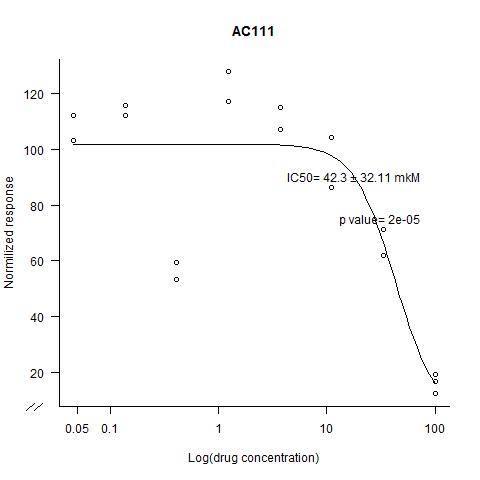 AC111
120
100
80
60
40
20
Normilized response
IC50= 42.3 ± 32.11 mkM
p value= 2e-05
0.05 0.1 1 10 100
Log(drug concentration)